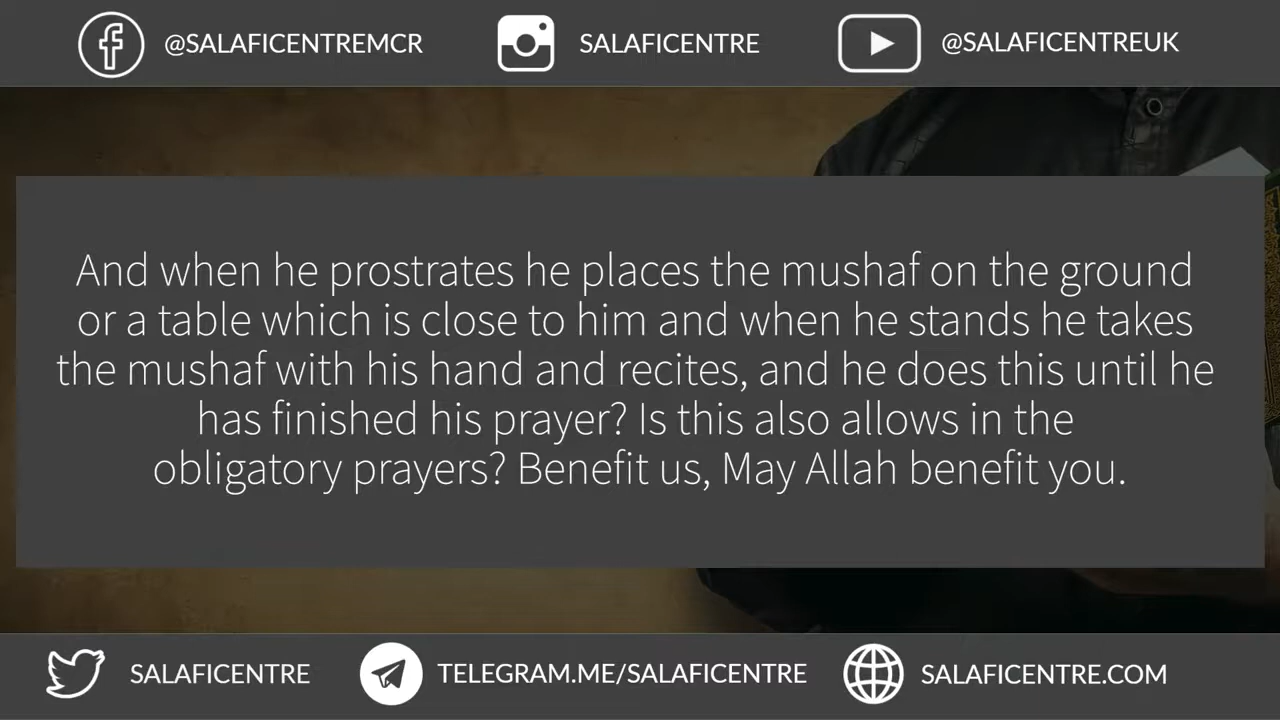 @SALAFICENTREMCR
SALAFICENTRE
@SALAFICENTREUK
And when he prostrates he places the mushaf on the ground
or a table which is close to him and when he stands he takes
the mushaf with his hand and recites, and he does this until he
has finished his prayer? Is this also allows in the
obligatory prayers? Benefit us, May Allah benefit you.
SALAFICENTRE
TELEGRAM.ME/SALAFICENTRE
SALAFICENTRE.COM